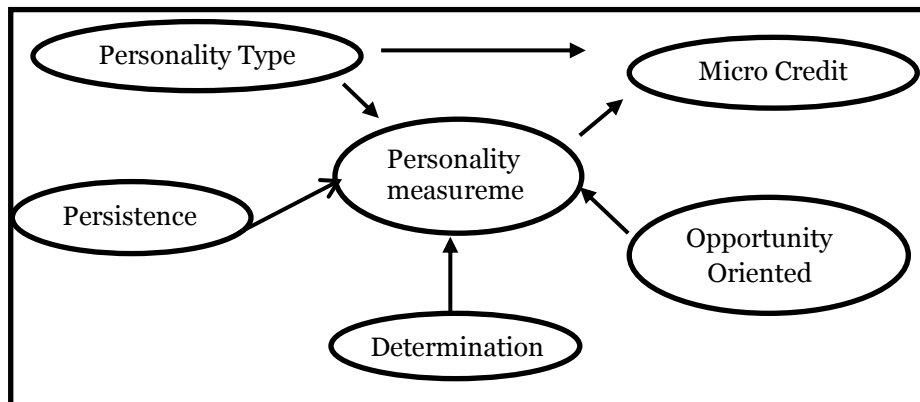 Personality Type
Micro Credit
Personality
measureme
Persistence
Opportunity
Oriented
Determination